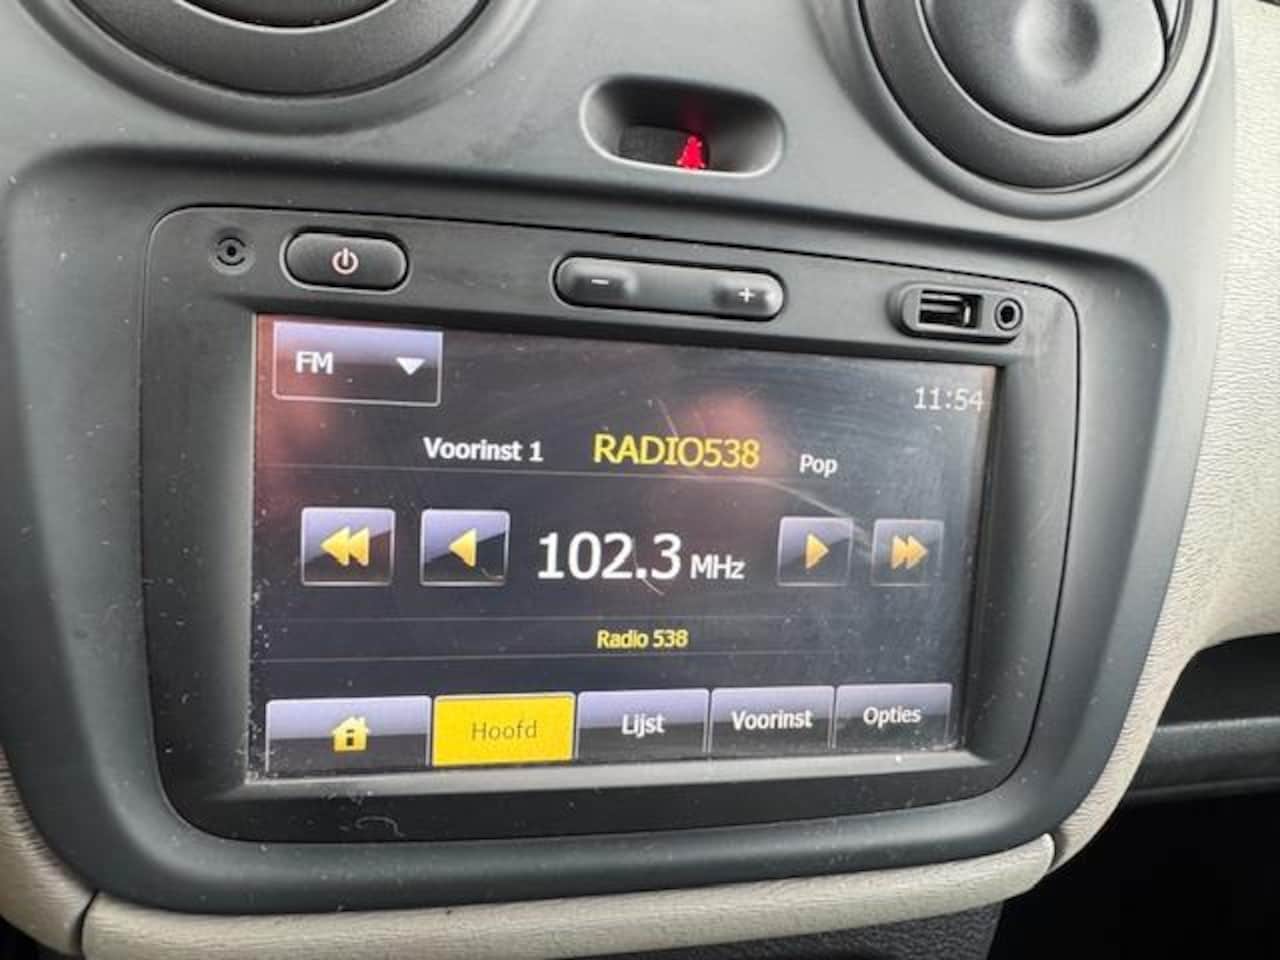 FM
11:54
Voorinst 1 RADIO538 Pop
102.3 MHz
Radio 538
Hoofd Lijst Voorinst Opties